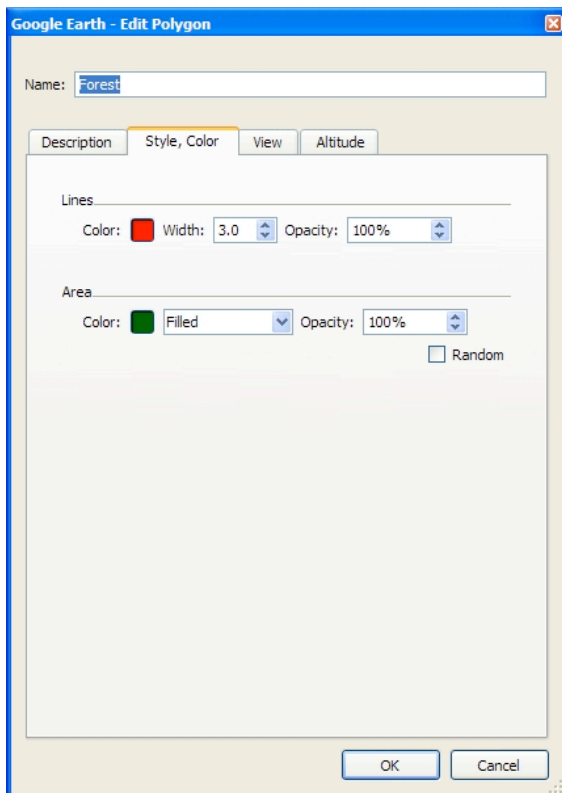 Google Earth - Edit Polygon
Name: Forest
Description Style, Color View Altitude
Lines
Color: Width: 3.0 Opacity: 100%
Area
Color: Filled Opacity: 100%
Random
OK Cancel